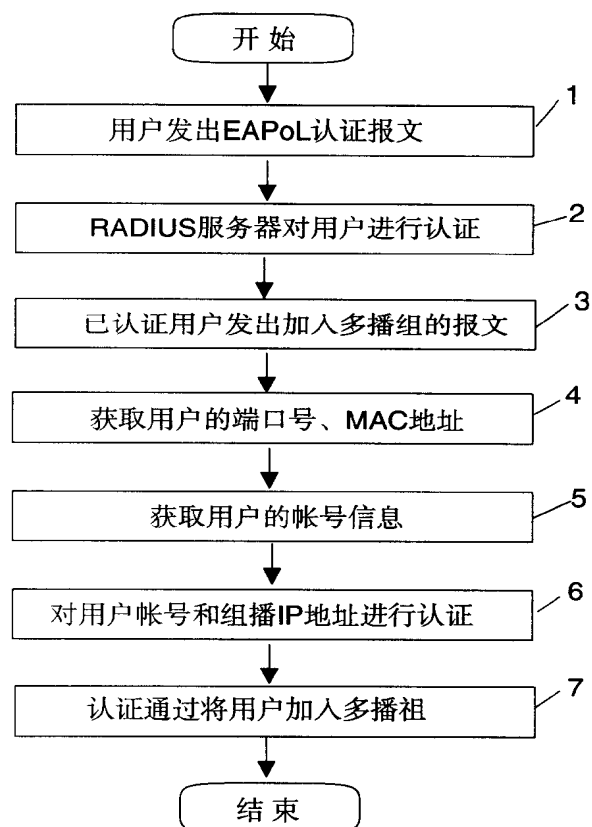 开始
1
用户发出EAPoL认证报文
2
RADIUS服务器对用户进行认证
3
已认证用户发出加入多播组的报文
4
获取用户的端口号、MAC地址
5
获取用户的帐号信息
6
对用户帐号和组播IP地址进行认证
7
认证通过将用户加入多播祖
结束